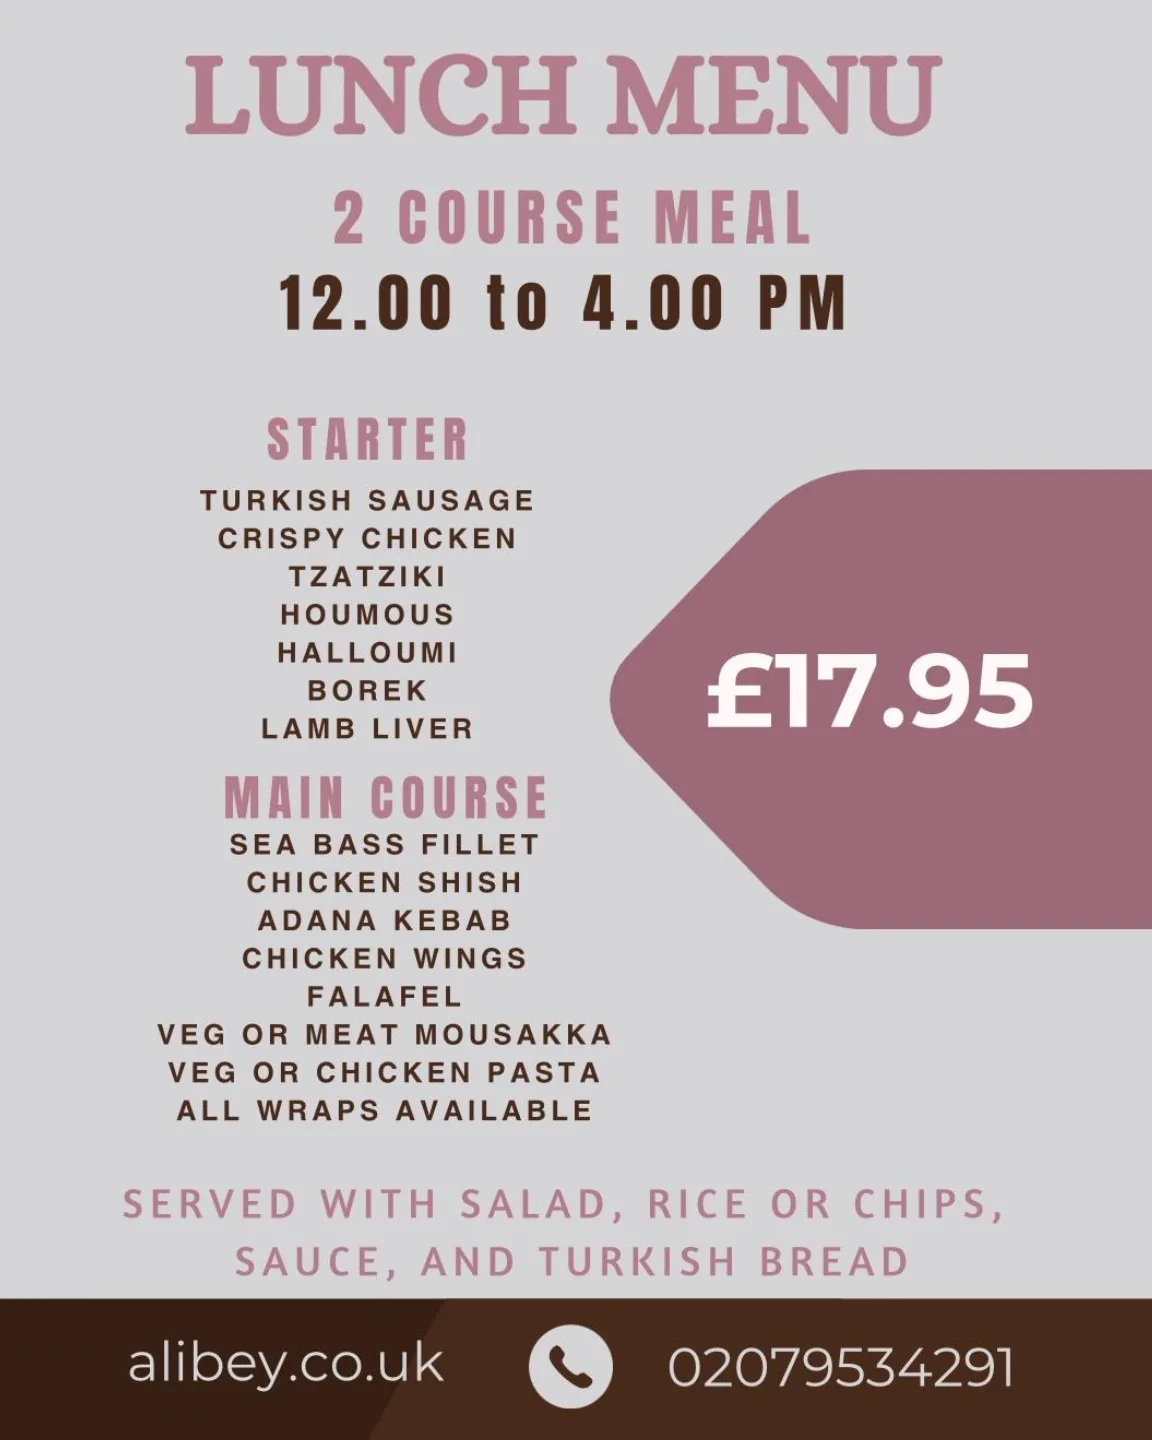 LUNCH MENU
2 COURSE MEAL
12.00 to 4.00 PM
STARTER
TURKISH SAUSAGE
CRISPY CHICKEN
TZATZIKI
HOUMOUS
HALLOUMI
BOREK
LAMB LIVER
£17.95
MAIN COURSE
SEA BASS FILLET
CHICKEN SHISH
ADANA KEBAB
CHICKEN WINGS
FALAFEL
VEG OR MEAT MOUSAKKA
VEG OR CHICKEN PASTA
ALL WRAPS AVAILABLE
SERVED WITH SALAD, RICE OR CHIPS,
SAUCE, AND TURKISH BREAD
alibey.co.uk
02079534291